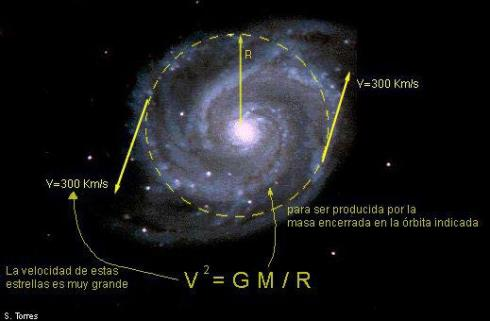 R
V=300 Km/s
V=300 Km/s
para ser producida por la
masa encerrada en la órbita indicada
La velocidad de estas
estrellas es muy grande
V² = G M / R
S. Torres